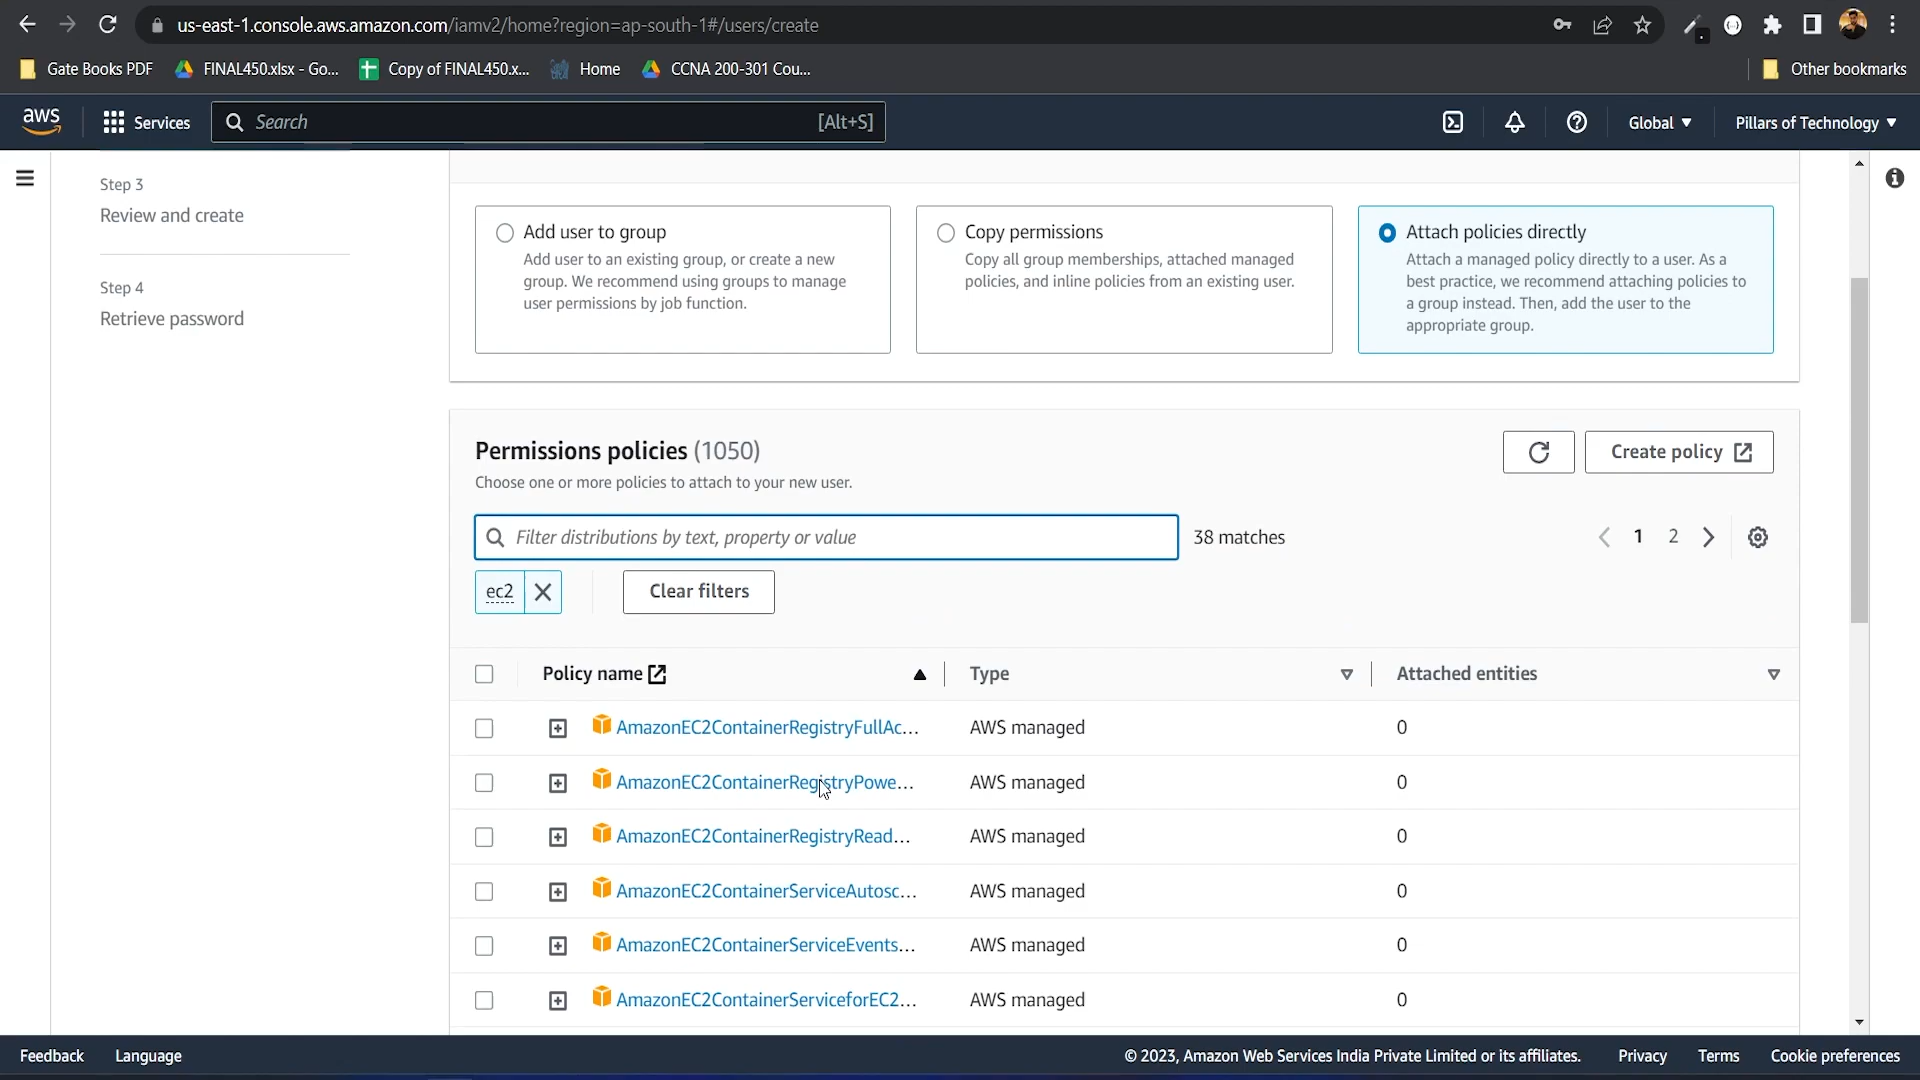 us-east-1.console.aws.amazon.com/iamv2/home?region=ap-south-1#/users/create
Gate Books PDF
FINAL450.xlsx - Go...
Copy of FINAL450.x...
Home
CCNA 200-301 Cou...
Other bookmarks
aws
Services
Search
[Alt+S]
Global
Pillars of Technology
Step 3
Review and create
Step 4
Retrieve password
Add user to group
Add user to an existing group, or create a new
group. We recommend using groups to manage
user permissions by job function.
Copy permissions
Copy all group memberships, attached managed
policies, and inline policies from an existing user.
Attach policies directly
Attach a managed policy directly to a user. As a
best practice, we recommend attaching policies to
a group instead. Then, add the user to the
appropriate group.
Permissions policies (1050)
Choose one or more policies to attach to your new user.
Create policy
Filter distributions by text, property or value
38 matches
1 2
ec2
Clear filters
Policy name
Type
Attached entities
AmazonEC2ContainerRegistryFullAc... AWS managed 0
AmazonEC2ContainerRegistryPowe... AWS managed 0
AmazonEC2ContainerRegistryRead... AWS managed 0
AmazonEC2ContainerServiceAutosc... AWS managed 0
AmazonEC2ContainerServiceEvents... AWS managed 0
AmazonEC2ContainerServiceforEC2... AWS managed 0
Feedback
Language
© 2023, Amazon Web Services India Private Limited or its affiliates.
Privacy
Terms
Cookie preferences